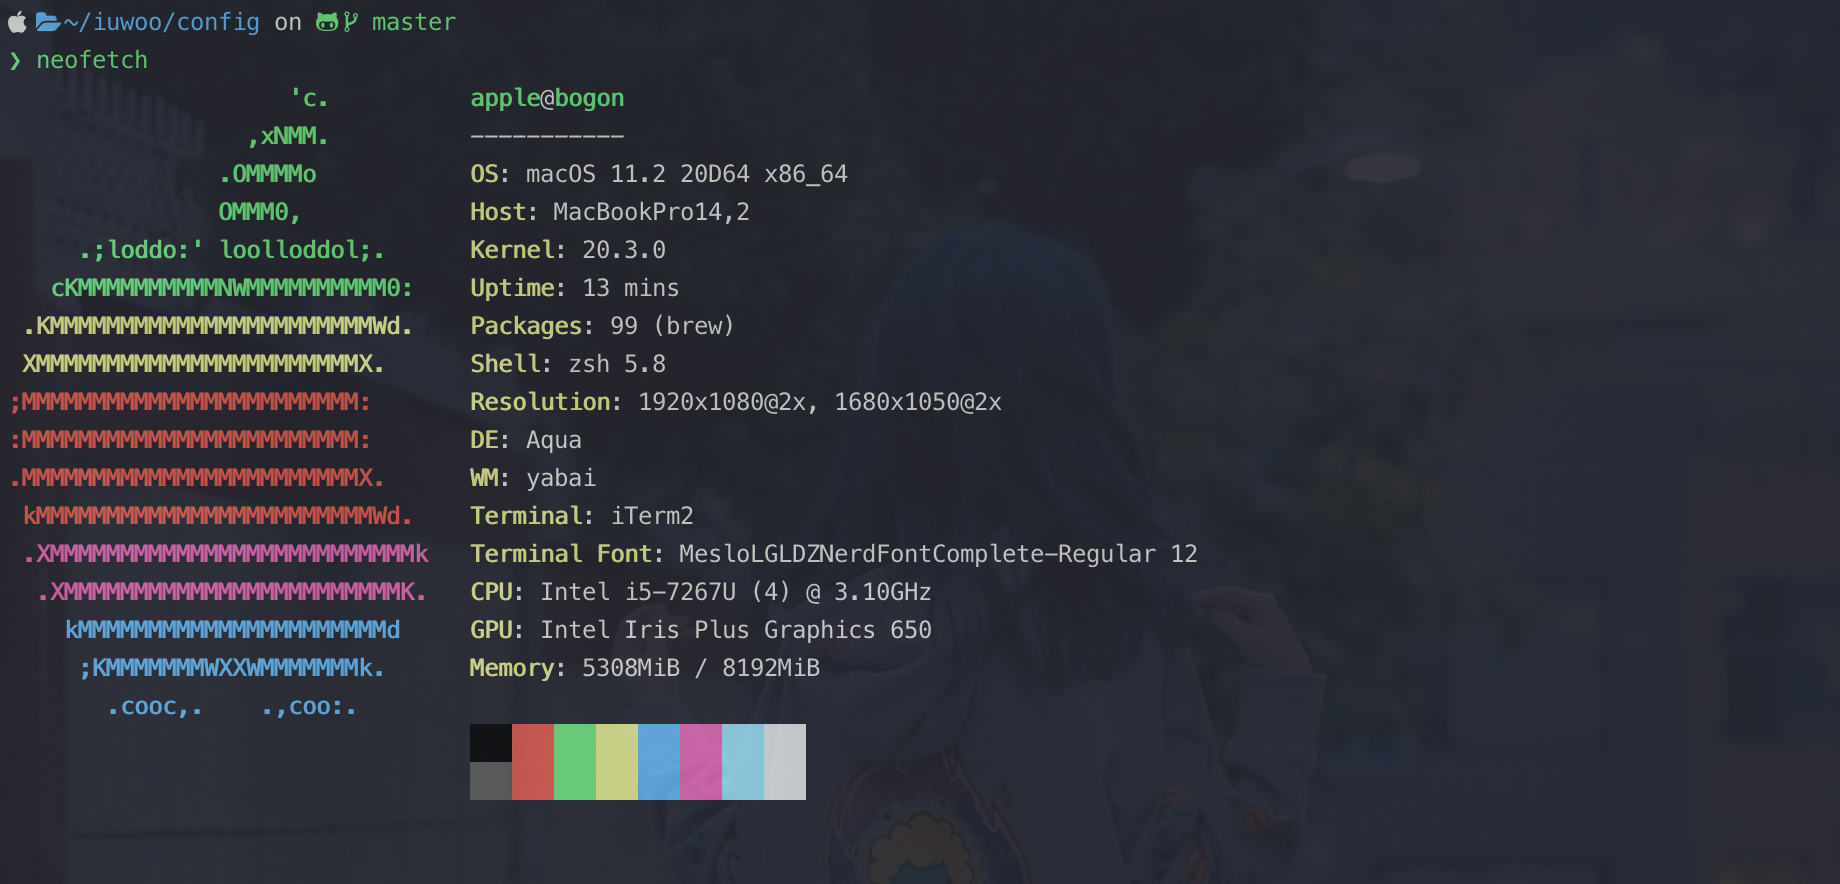 ~/iuwoo/config on master
❯ neofetch
'c. apple@bogon
,xNMM. -----------
.OMMMMo OS: macOS 11.2 20D64 x86_64
OMMM0, Host: MacBookPro14,2
.;loddo:' loolloddol;. Kernel: 20.3.0
cKMMMMMMMMMMNWMMMMMMMMMM0: Uptime: 13 mins
.KMMMMMMMMMMMMMMMMMMMMMMMWd. Packages: 99 (brew)
XMMMMMMMMMMMMMMMMMMMMMMMX. Shell: zsh 5.8
;MMMMMMMMMMMMMMMMMMMMMMMM: Resolution: 1920x1080@2x, 1680x1050@2x
:MMMMMMMMMMMMMMMMMMMMMMMM: DE: Aqua
.MMMMMMMMMMMMMMMMMMMMMMMMX. WM: yabai
kMMMMMMMMMMMMMMMMMMMMMMMMWd. Terminal: iTerm2
.XMMMMMMMMMMMMMMMMMMMMMMMMMMk Terminal Font: MesloLGLDZNerdFontComplete-Regular 12
.XMMMMMMMMMMMMMMMMMMMMMMMMK. CPU: Intel i5-7267U (4) @ 3.10GHz
kMMMMMMMMMMMMMMMMMMMMMMd GPU: Intel Iris Plus Graphics 650
;KMMMMMMMWXXWMMMMMMMk. Memory: 5308MiB / 8192MiB
.cooc,. .,coo:.